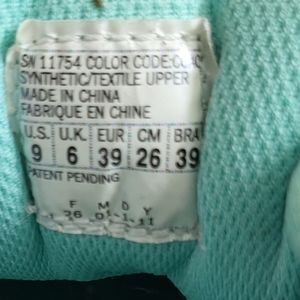 SN 11754 COLOR CODE:
SYNTHETIC/TEXTILE UPPER
MADE IN CHINA
FABRIQUE EN CHINE
U.S. U.K. EUR CM BRA
9 6 39 26 39
PATENT PENDING
F M D Y